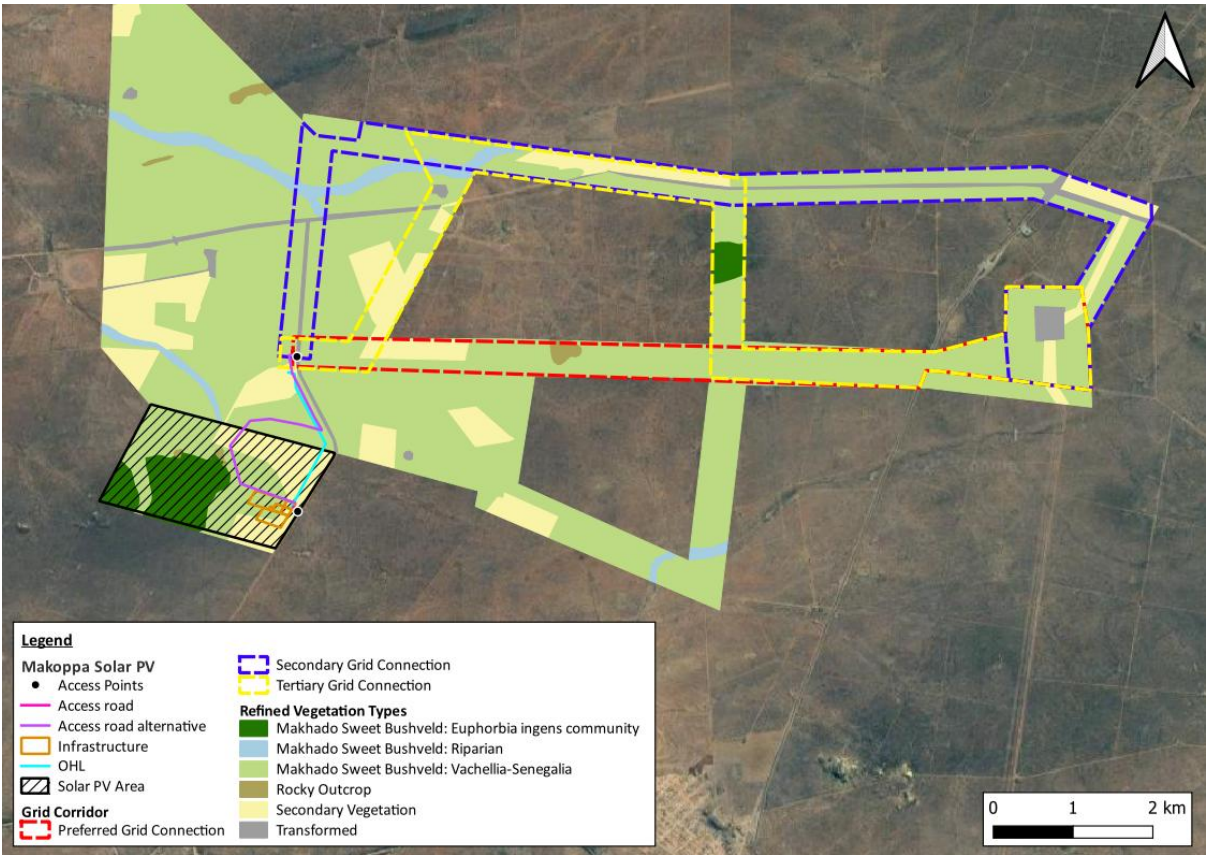 Legend
Makoppa Solar PV
Access Points
Access road
Access road alternative
Infrastructure
OHL
Solar PV Area
Grid Corridor
Preferred Grid Connection
Secondary Grid Connection
Tertiary Grid Connection
Refined Vegetation Types
Makhado Sweet Bushveld: Euphorbia ingens community
Makhado Sweet Bushveld: Riparian
Makhado Sweet Bushveld: Vachellia-Senegalia
Rocky Outcrop
Secondary Vegetation
Transformed
0 1 2 km